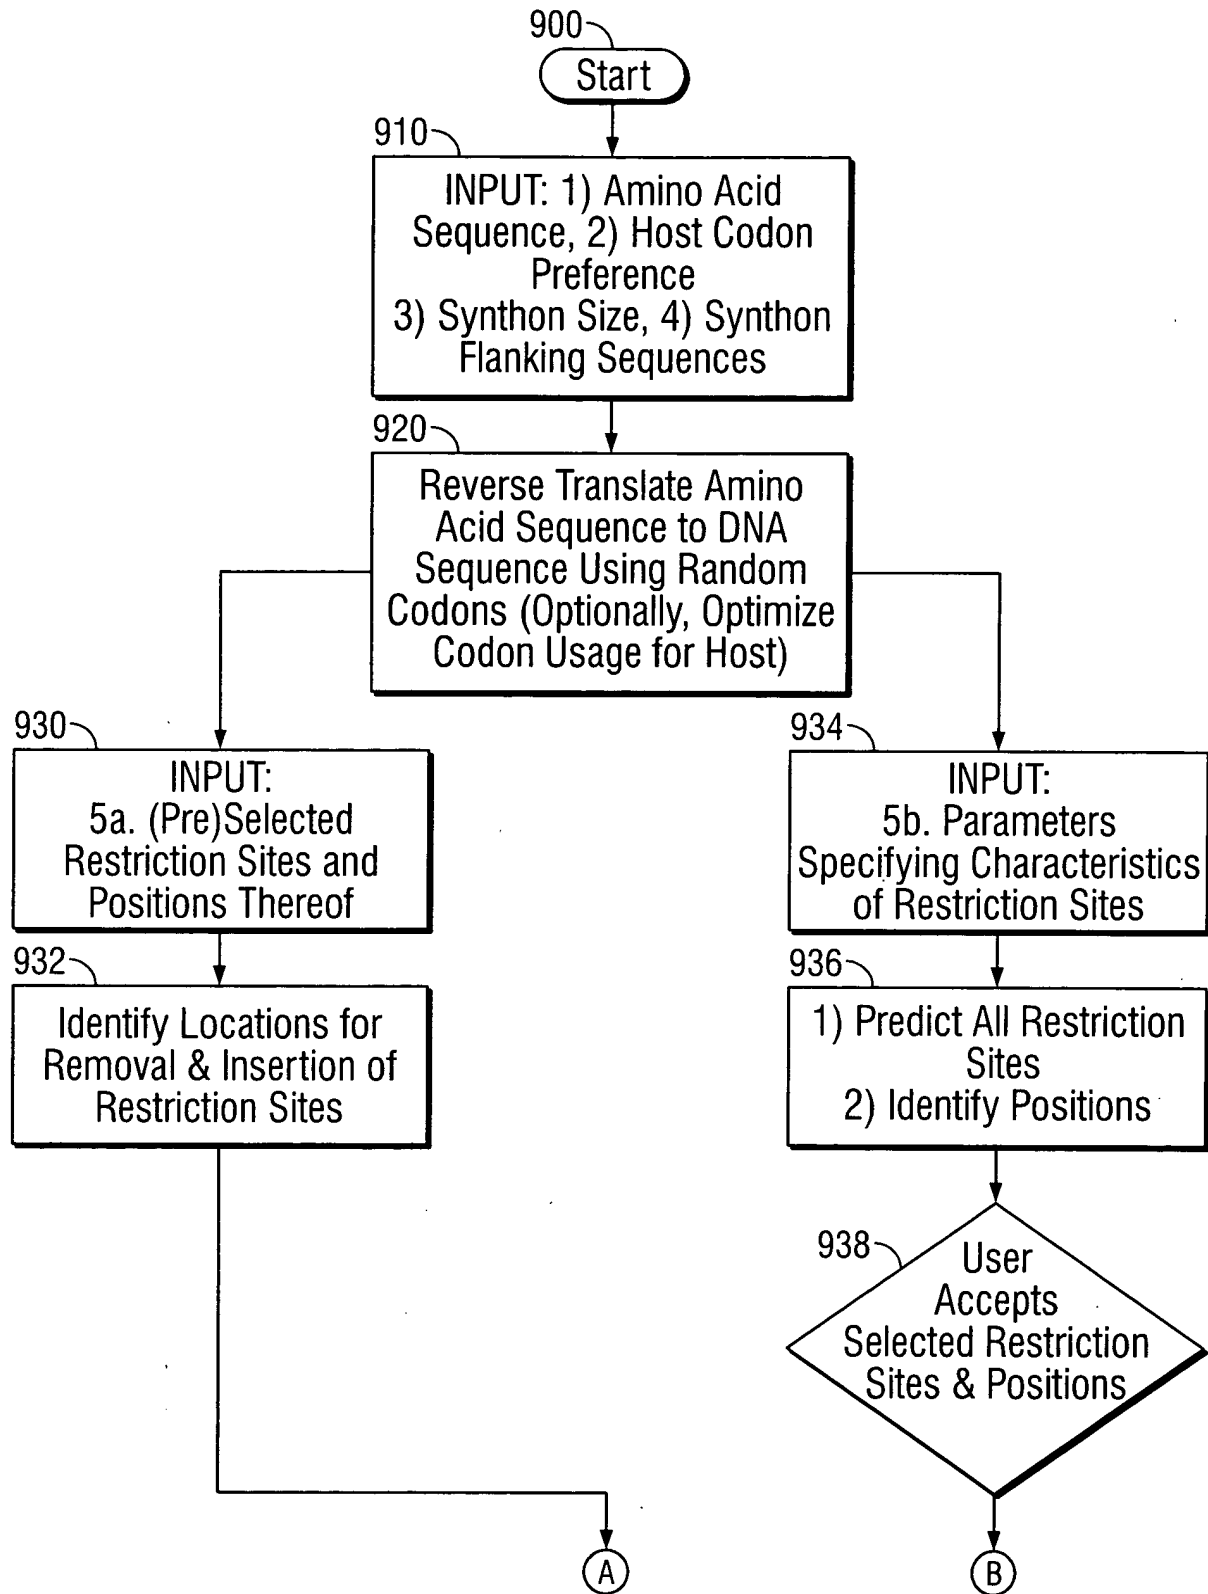 900
Start
910
INPUT: 1) Amino Acid
Sequence, 2) Host Codon
Preference
3) Synthon Size, 4) Synthon
Flanking Sequences
920
Reverse Translate Amino
Acid Sequence to DNA
Sequence Using Random
Codons (Optionally, Optimize
Codon Usage for Host)
930
INPUT:
5a. (Pre)Selected
Restriction Sites and
Positions Thereof
932
Identify Locations for
Removal & Insertion of
Restriction Sites
A
934
INPUT:
5b. Parameters
Specifying Characteristics
of Restriction Sites
936
1) Predict All Restriction
Sites
2) Identify Positions
938
User
Accepts
Selected Restriction
Sites & Positions
B